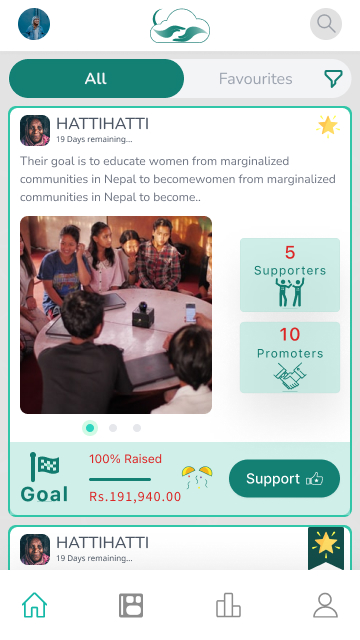 All
Favourites
HATTIHATTI
19 Days remaining...
Their goal is to educate women from marginalized
communities in Nepal to becomewomen from marginalized
communities in Nepal to become..
5
Supporters
10
Promoters
Goal
100% Raised
Rs.191,940.00
Support
HATTIHATTI
19 Days remaining...